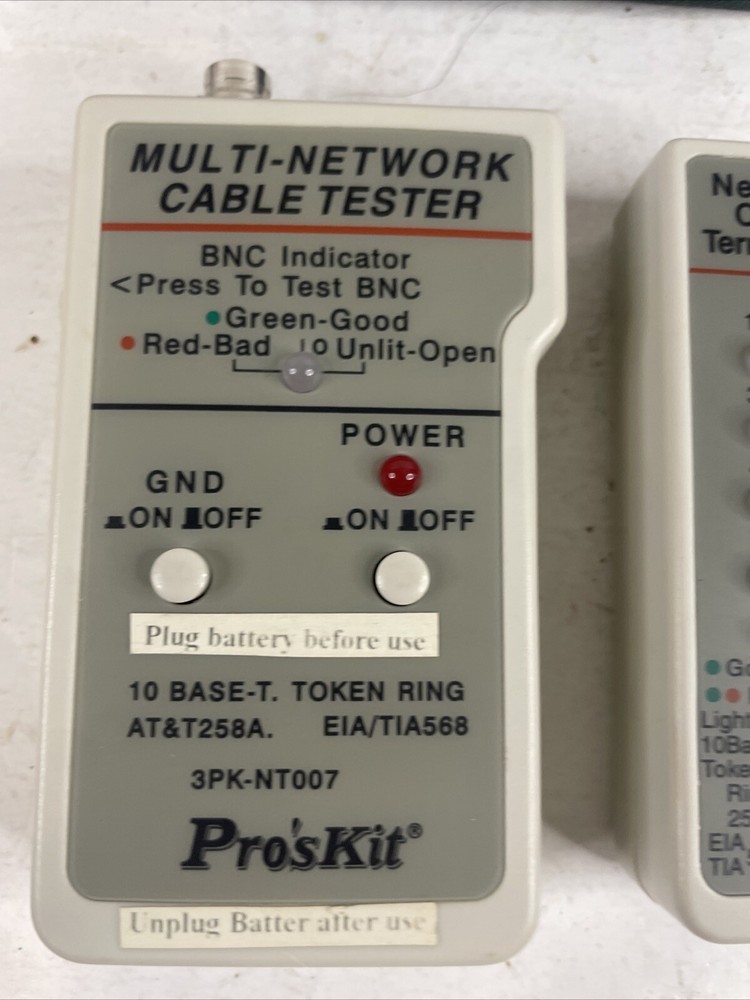 MULTI-NETWORK
CABLE TESTER
BNC Indicator
<Press To Test BNC
Green-Good
Red-Bad Unlit-Open
POWER
GND
ON OFF
ON OFF
Plug battery before use
10 BASE-T. TOKEN RING
AT&T258A. EIA/TIA568
3PK-NT007
Pro'sKit®
Unplug Batter after use